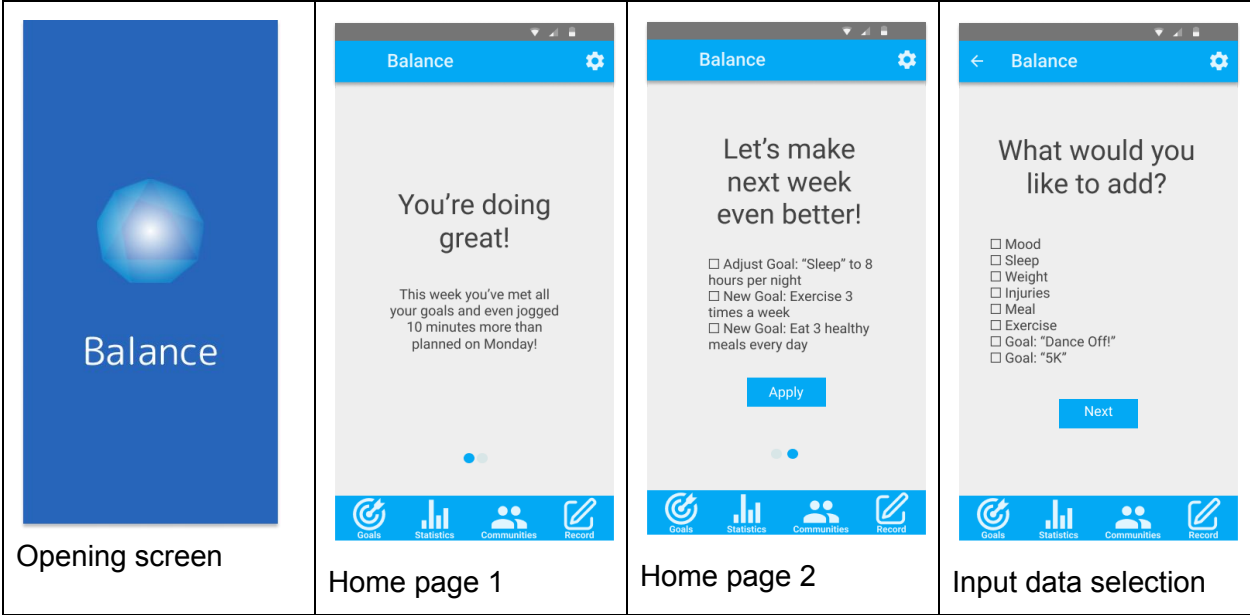 Balance
Opening screen
Balance
You’re doing
great!
This week you’ve met all
your goals and even jogged
10 minutes more than
planned on Monday!
Goals
Statistics
Communities
Record
Home page 1
Balance
Let’s make
next week
even better!
☐ Adjust Goal: “Sleep” to 8
hours per night
☐ New Goal: Exercise 3
times a week
☐ New Goal: Eat 3 healthy
meals every day
Apply
Goals
Statistics
Communities
Record
Home page 2
Balance
What would you
like to add?
☐ Mood
☐ Sleep
☐ Weight
☐ Injuries
☐ Meal
☐ Exercise
☐ Goal: “Dance Off!”
☐ Goal: “5K”
Next
Goals
Statistics
Communities
Record
Input data selection